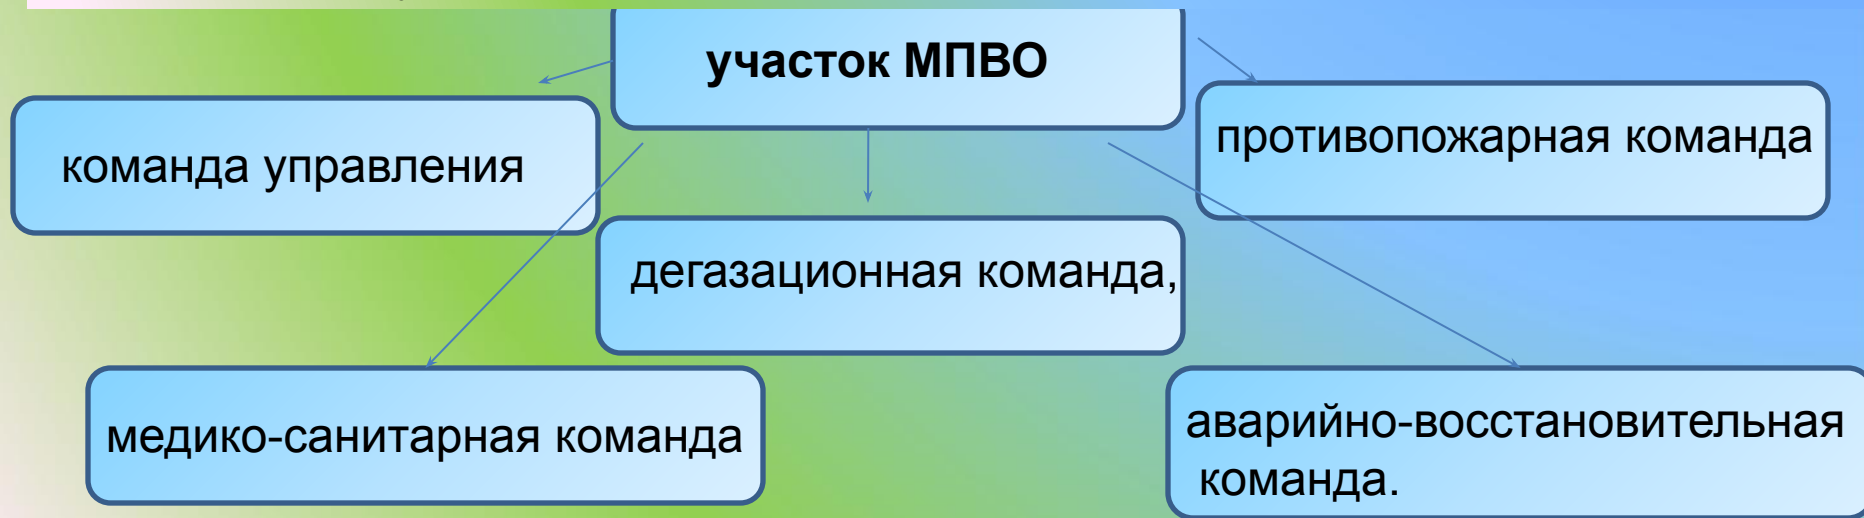 участок МПВО
команда управления
противопожарная команда
дегазационная команда,
медико-санитарная команда
аварийно-восстановительная
команда.